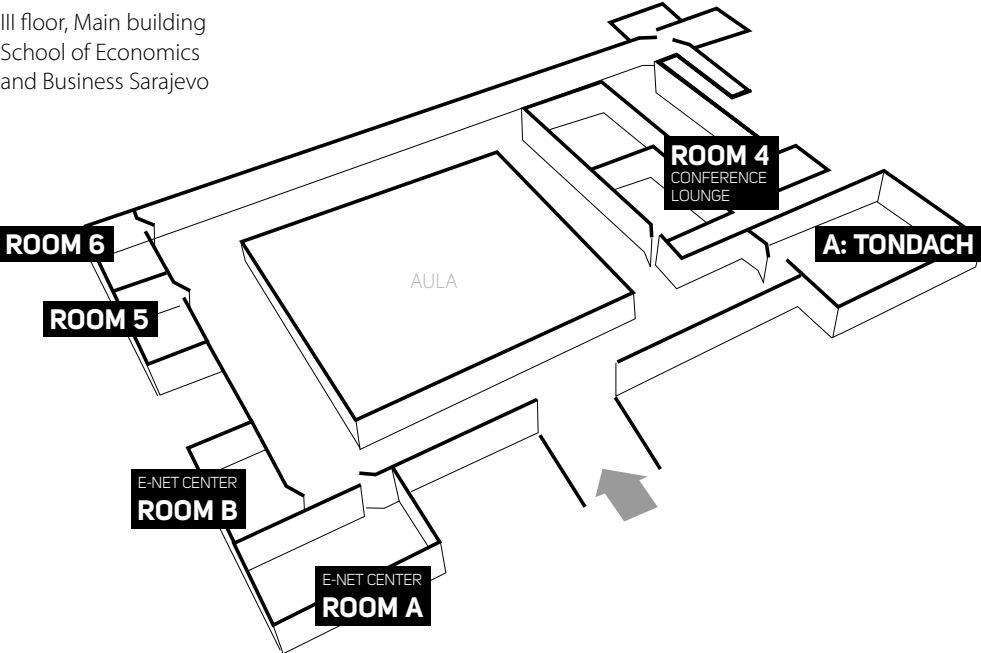 III floor, Main building
School of Economics
and Business Sarajevo
ROOM 4
CONFERENCE
LOUNGE
ROOM 6
A: TONDACH
AULA
ROOM 5
E-NET CENTER
ROOM B
E-NET CENTER
ROOM A